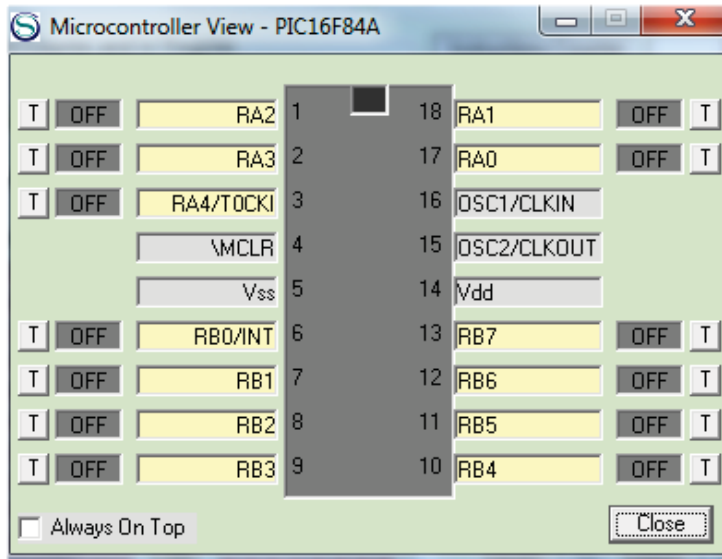 Microcontroller View - PIC16F84A
T OFF RA2 1 18 RA1 OFF T
T OFF RA3 2 17 RA0 OFF T
T OFF RA4/T0CKI 3 16 OSC1/CLKIN
\MCLR 4 15 OSC2/CLKOUT
Vss 5 14 Vdd
T OFF RB0/INT 6 13 RB7 OFF T
T OFF RB1 7 12 RB6 OFF T
T OFF RB2 8 11 RB5 OFF T
T OFF RB3 9 10 RB4 OFF T
Always On Top Close